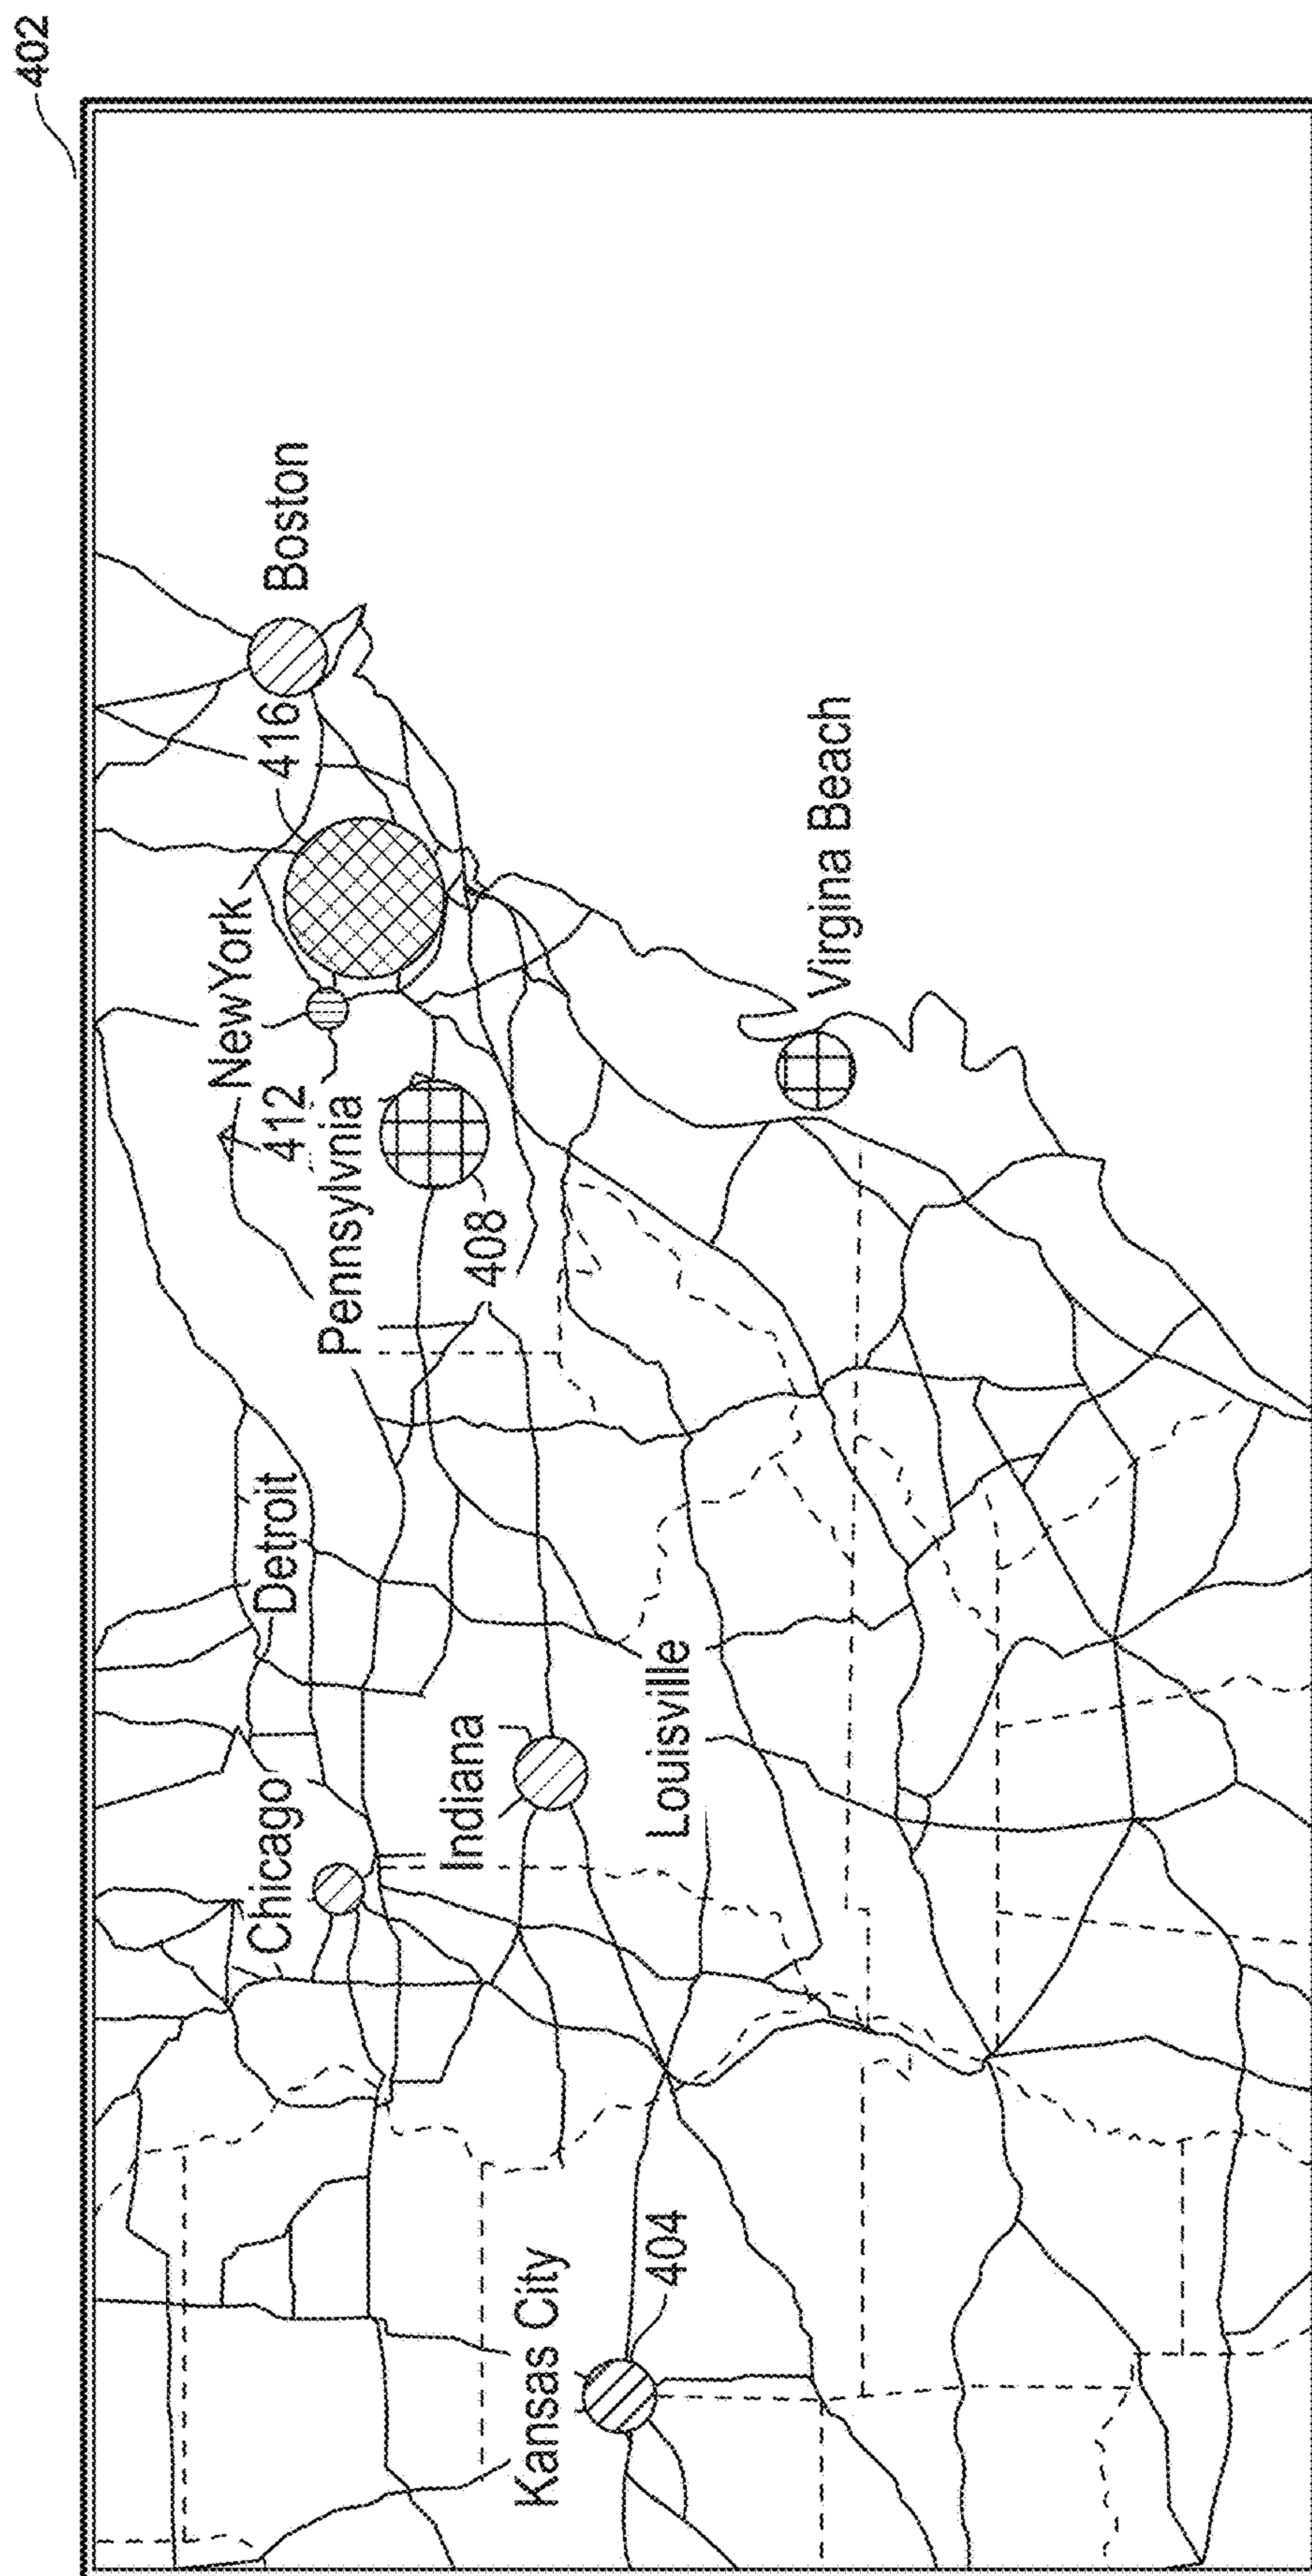 402
Boston
416
New York
412
Pennsylvnia
408
Virgina Beach
Detroit
Chicago
Indiana
Louisville
Kansas City
404